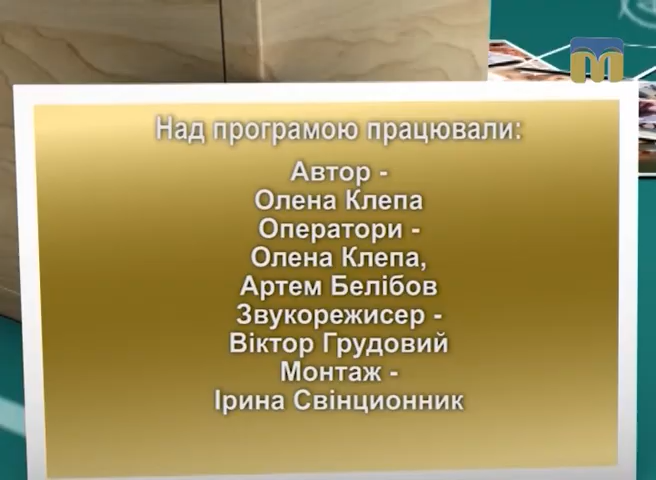 Над програмою працювали:
Автор -
Олена Клепа
Оператори -
Олена Клепа,
Артем Белібов
Звукорежисер -
Віктор Грудовий
Монтаж -
Ірина Свінционник